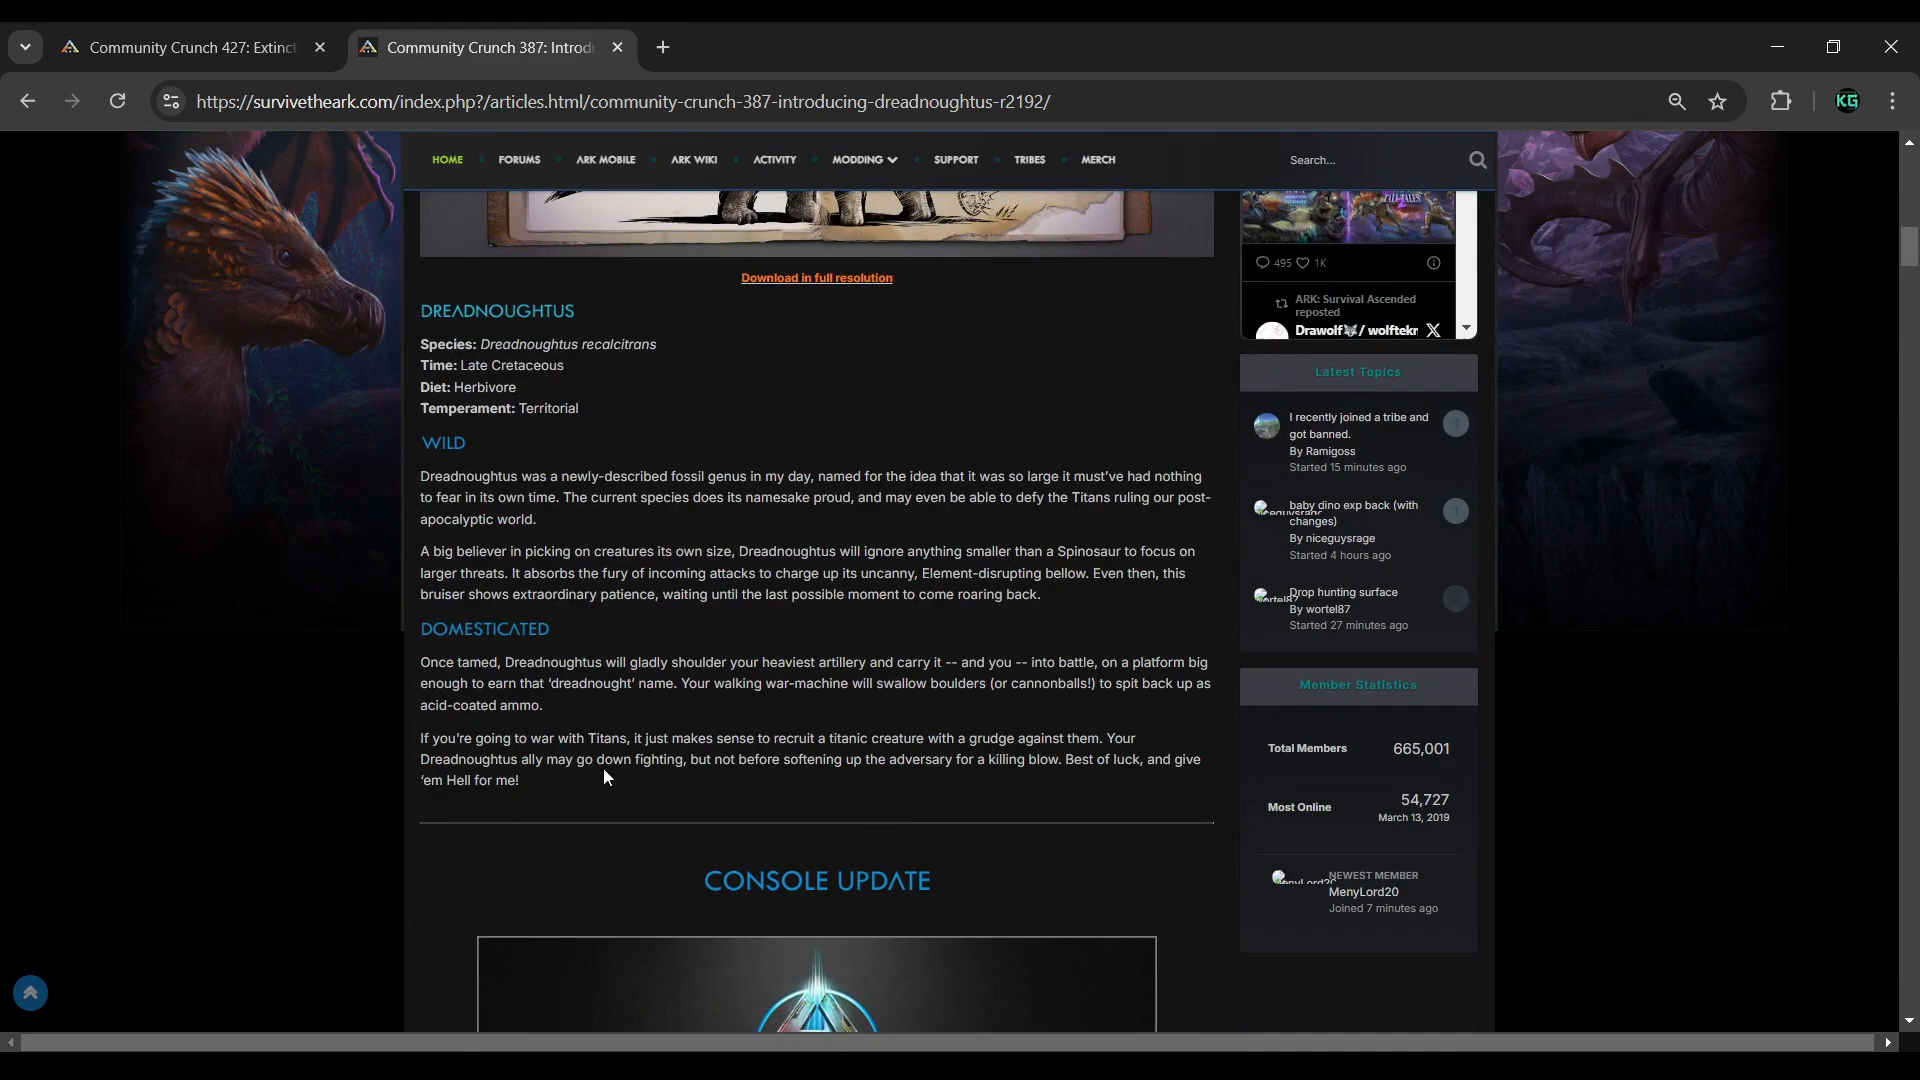 Community Crunch 427: Extinct
Community Crunch 387: Introdu
https://survivetheark.com/index.php?/articles.html/community-crunch-387-introducing-dreadnoughtus-r2192/
KG
HOME
FORUMS
ARK MOBILE
ARK WIKI
ACTIVITY
MODDING
SUPPORT
TRIBES
MERCH
Search...
Download in full resolution
DREADNOUGHTUS
Species: Dreadnoughtus recalcitrans
Time: Late Cretaceous
Diet: Herbivore
Temperament: Territorial
WILD
Dreadnoughtus was a newly-described fossil genus in my day, named for the idea that it was so large it must've had nothing
to fear in its own time. The current species does its namesake proud, and may even be able to defy the Titans ruling our post-
apocalyptic world.
A big believer in picking on creatures its own size, Dreadnoughtus will ignore anything smaller than a Spinosaur to focus on
larger threats. It absorbs the fury of incoming attacks to charge up its uncanny, Element-disrupting bellow. Even then, this
bruiser shows extraordinary patience, waiting until the last possible moment to come roaring back.
DOMESTICATED
Once tamed, Dreadnoughtus will gladly shoulder your heaviest artillery and carry it -- and you -- into battle, on a platform big
enough to earn that ‘dreadnought’ name. Your walking war-machine will swallow boulders (or cannonballs!) to spit back up as
acid-coated ammo.
If you're going to war with Titans, it just makes sense to recruit a titanic creature with a grudge against them. Your
Dreadnoughtus ally may go down fighting, but not before softening up the adversary for a killing blow. Best of luck, and give
‘em Hell for me!
CONSOLE UPDATE
495 1K
ARK: Survival Ascended
reposted
Drawolf / wolftekr
Latest Topics
I recently joined a tribe and
got banned.
By Ramigoss
Started 15 minutes ago
baby dino exp back (with
changes)
By niceguysrage
Started 4 hours ago
Drop hunting surface
By wortel87
Started 27 minutes ago
Member Statistics
Total Members 665,001
Most Online 54,727
March 13, 2019
NEWEST MEMBER
MenyLord20
Joined 7 minutes ago